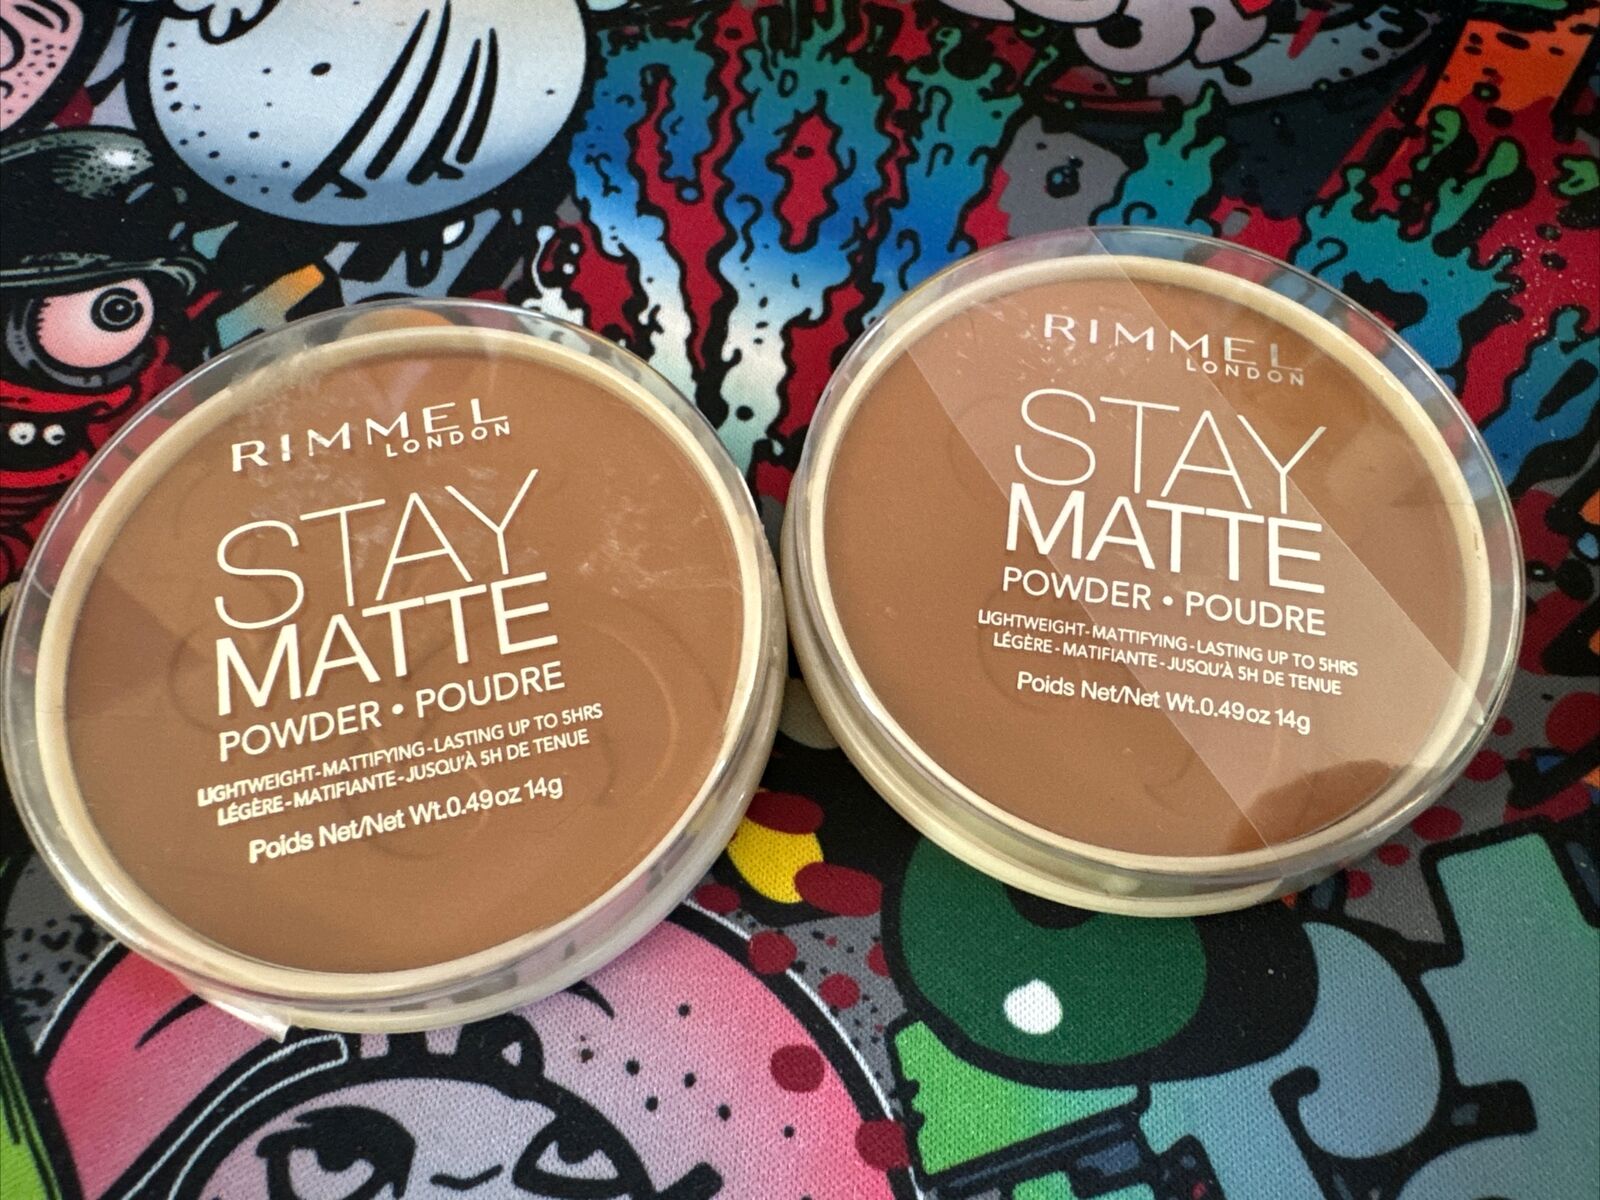 RIMMEL
LONDON
STAY
MATTE
POWDER • POUDRE
LIGHTWEIGHT-MATTIFYING-LASTING UP TO 5HRS
LÉGÈRE-MATIFIANTE-JUSQU'À 5H DE TENUE
Poids Net/Net Wt.0.49oz 14g
RIMMEL
LONDON
STAY
MATTE
POWDER • POUDRE
LIGHTWEIGHT-MATTIFYING-LASTING UP TO 5HRS
LÉGÈRE-MATIFIANTE-JUSQU'À 5H DE TENUE
Poids Net/Net Wt.0.49oz 14g